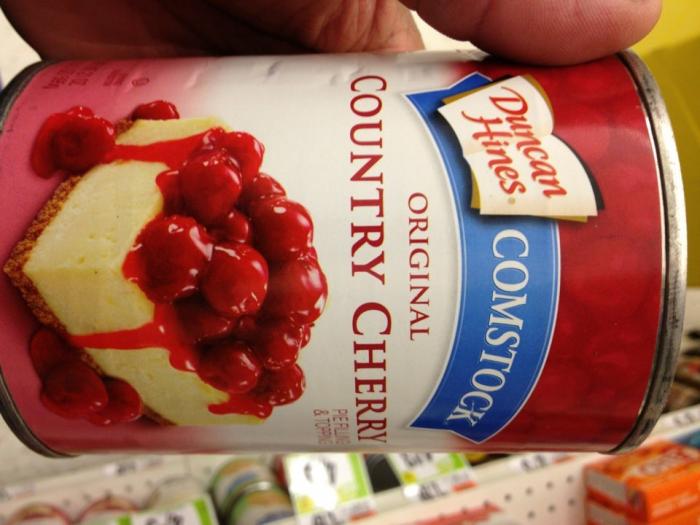 Duncan
Hines
COMSTOCK
ORIGINAL
COUNTRY CHERRY
PIE FILLING
& TOPPING